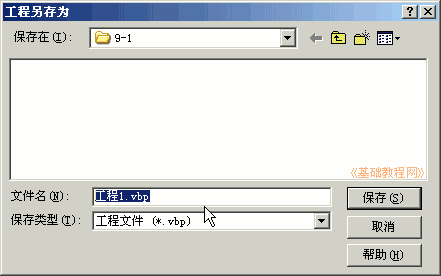 工程另存为
保存在(I):
9-1
《基础教程网》
文件名(N):
工程1.vbp
保存(S)
保存类型(T):
工程文件 (*.vbp)
取消
帮助(H)